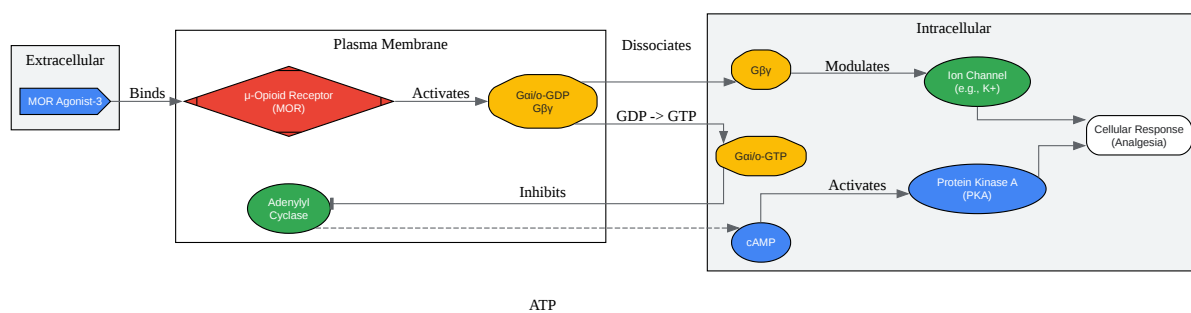 Extracellular
MOR Agonist-3
Binds
Plasma Membrane
μ-Opioid Receptor
(MOR)
Activates
Gαi/o-GDP
Gβγ
Dissociates
GDP -> GTP
Intracellular
Gβγ
Modulates
Ion Channel
(e.g., K+)
Cellular Response
(Analgesia)
Gαi/o-GTP
Inhibits
Adenylyl
Cyclase
cAMP
Activates
Protein Kinase A
(PKA)
ATP